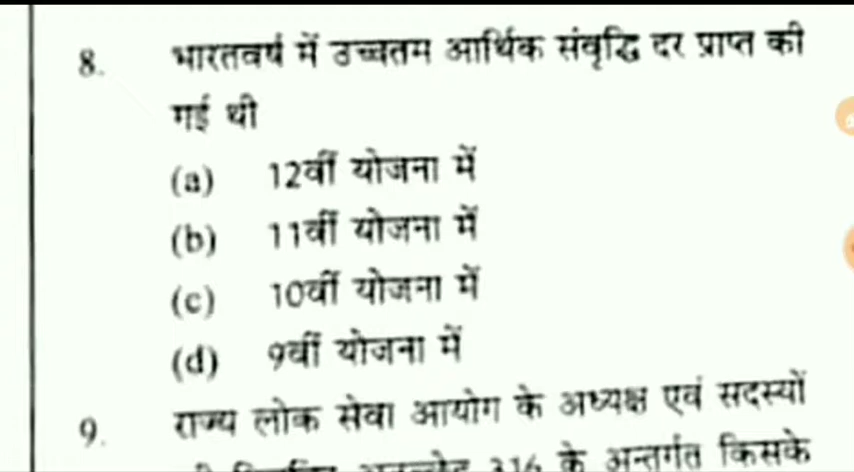 8. भारतवर्ष में उच्चतम आर्थिक संवृद्धि दर प्राप्त की
गई थी
(a) 12वीं योजना में
(b) 11वीं योजना में
(c) 10वीं योजना में
(d) 9वीं योजना में
9. राज्य लोक सेवा आयोग के अध्यक्ष एवं सदस्यों
316 के अन्तर्गत किसके